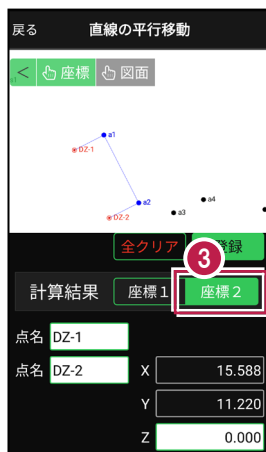 戻る 直線の平行移動
< 座標 図面
a1
DZ-1
a2
a4
a3
DZ-2
全クリア 登録
3
計算結果 座標1 座標2
点名 DZ-1
点名 DZ-2 X 15.588
Y 11.220
Z 0.000